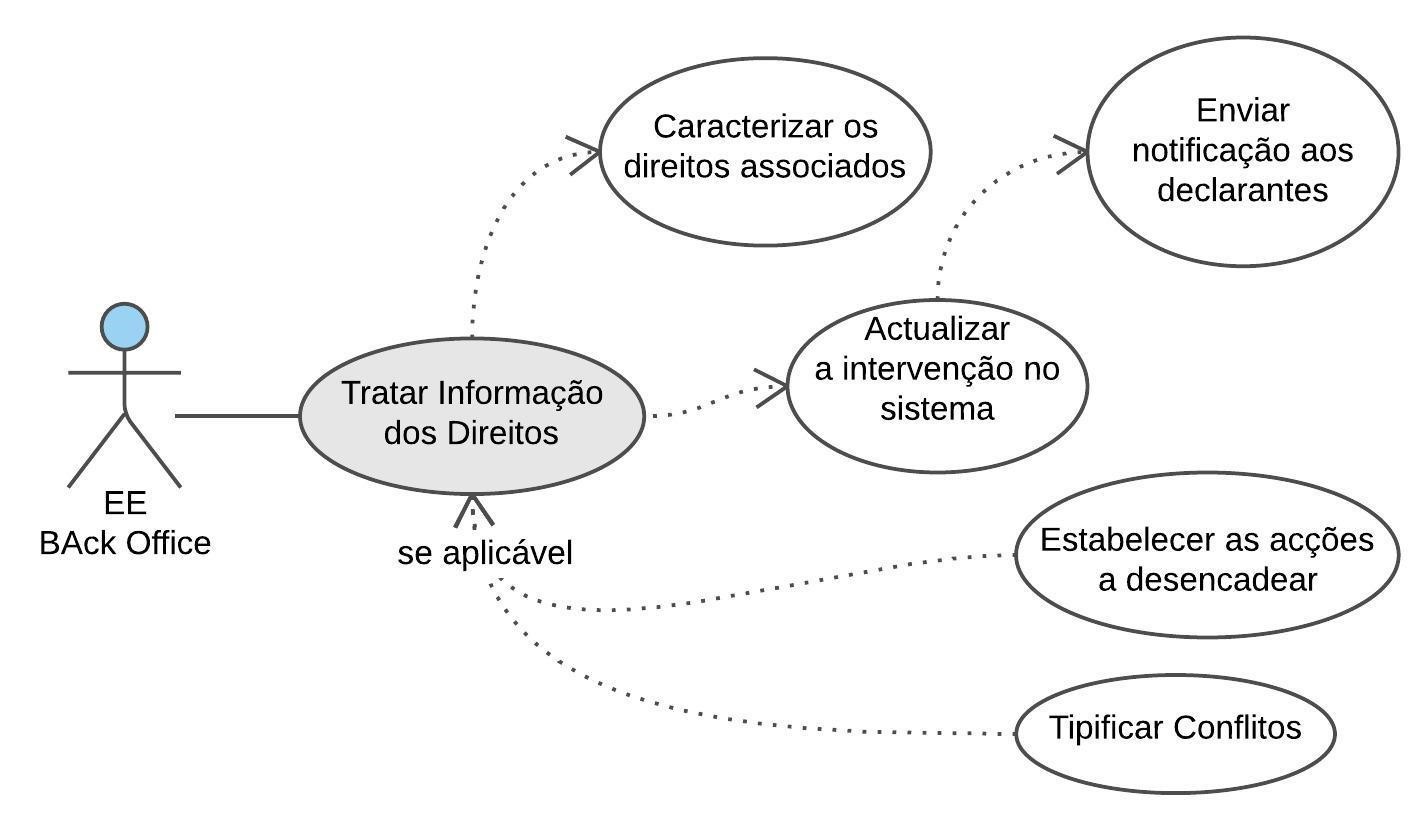 Caracterizar os
direitos associados
Enviar
notificação aos
declarantes
Actualizar
a intervenção no
sistema
Tratar Informação
dos Direitos
EE
BAck Office
se aplicável
Estabelecer as acções
a desencadear
Tipificar Conflitos